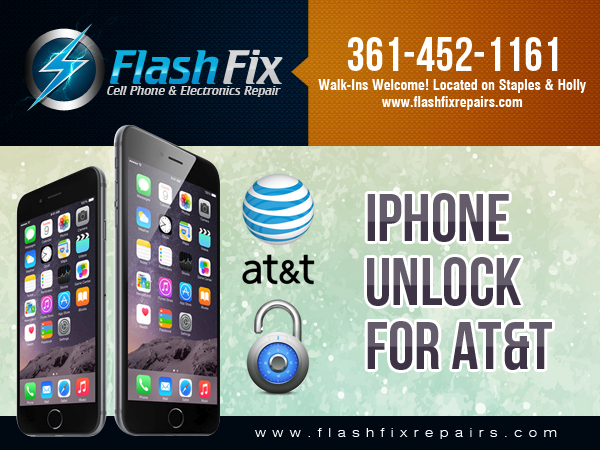 Flash Fix
Cell Phone & Electronics Repair
361-452-1161
Walk-Ins Welcome! Located on Staples & Holly
www.flashfixrepairs.com
at&t
IPHONE
UNLOCK
FOR AT&T
www.flashfixrepairs.com